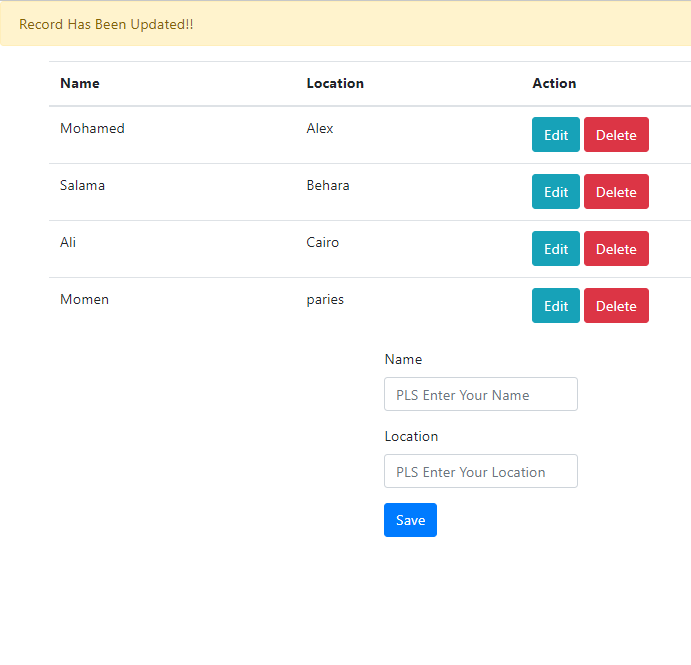 Record Has Been Updated!!
Name Location Action
Mohamed Alex Edit Delete
Salama Behara Edit Delete
Ali Cairo Edit Delete
Momen paries Edit Delete
Name
PLS Enter Your Name
Location
PLS Enter Your Location
Save